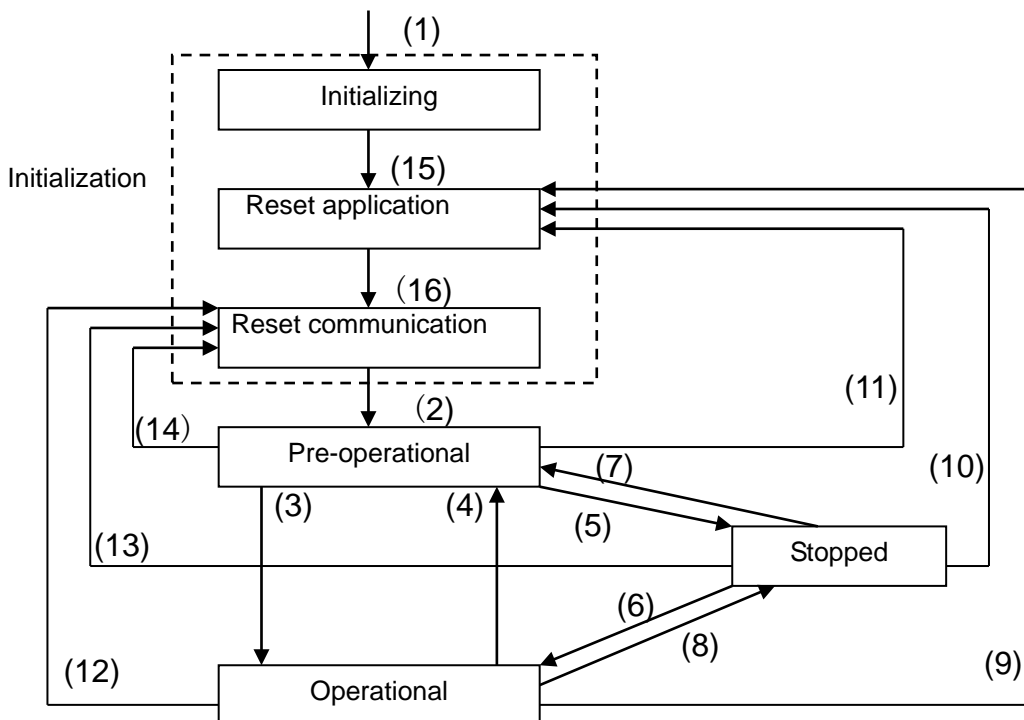 (1)
Initializing
Initialization
(15)
Reset application
（16)
Reset communication
(11)
（2)
(14）
Pre-operational
(7)
(10)
(3)
(4)
(5)
(13)
Stopped
(6)
(8)
(12)
(9)
Operational